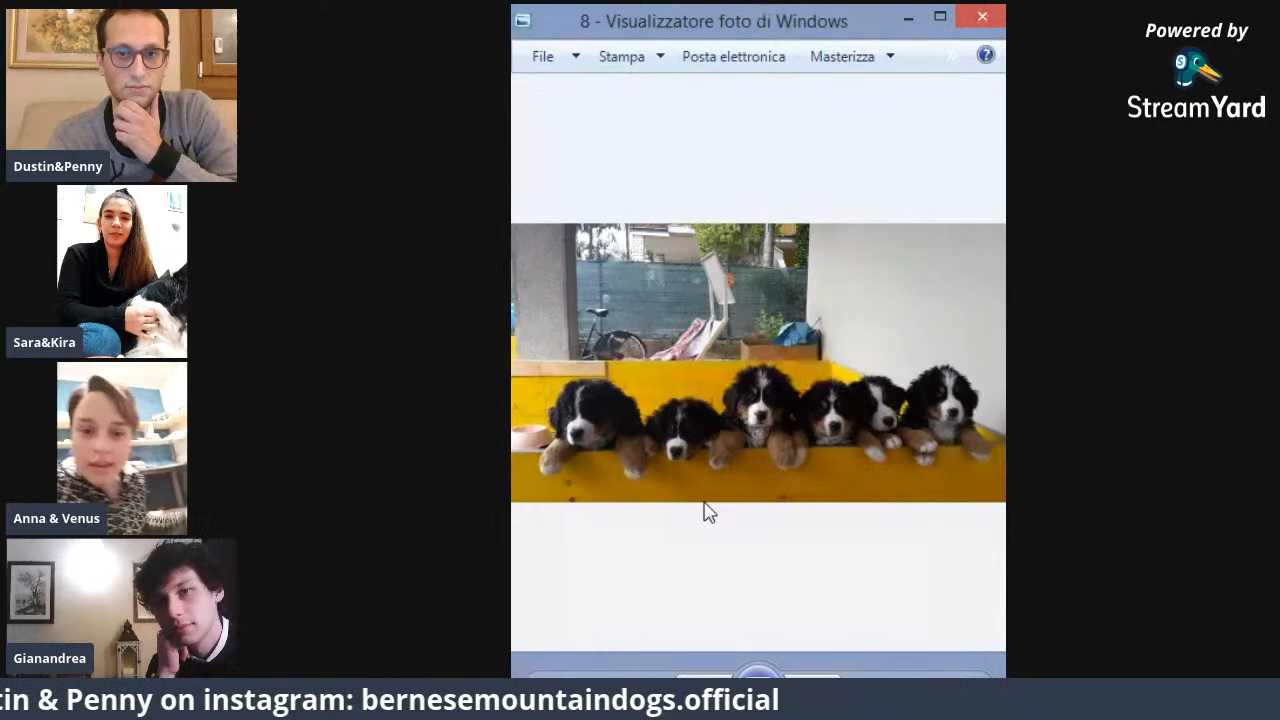 8 - Visualizzatore foto di Windows
File Stampa Posta elettronica Masterizza
Powered by
StreamYard
Dustin&Penny
Sara&Kira
Anna & Venus
Gianandrea
tin & Penny on instagram: bernesemountaindogs.official